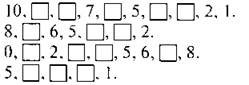 10, □, □, 7, □, 5, □, □, 2, 1.
8, □, 6, 5, □, □, 2.
0, □, 2, □, □, 5, 6, □, 8.
5, □, □, □, 1.